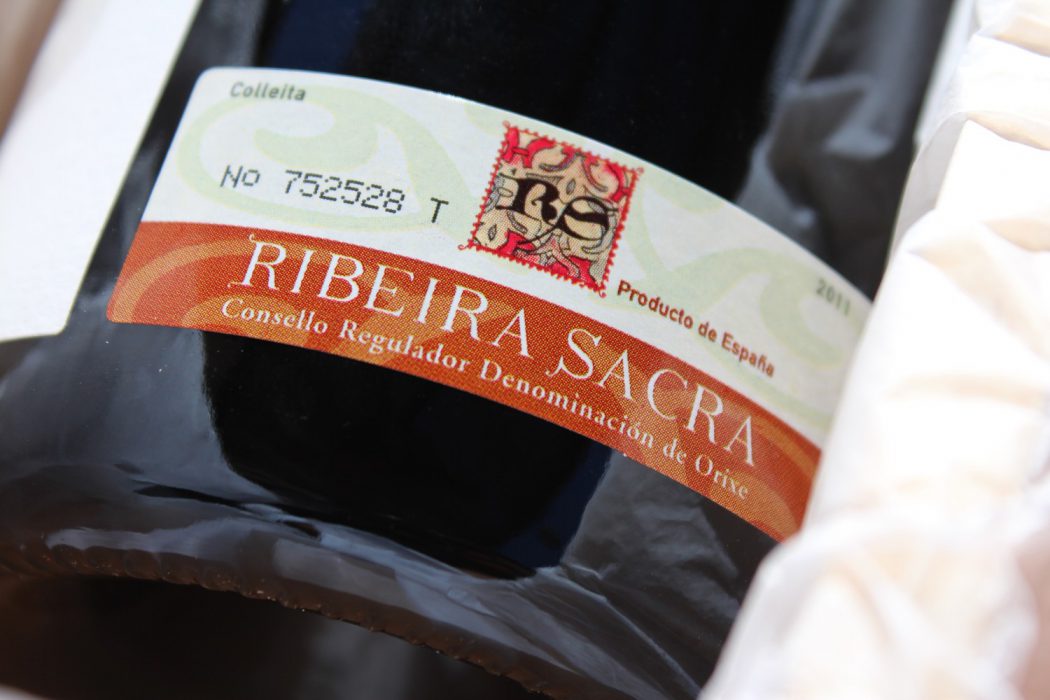 Colleita
2011
No 752528 T
RS
Producto de España
RIBEIRA SACRA
Consello Regulador Denominación de Orixe